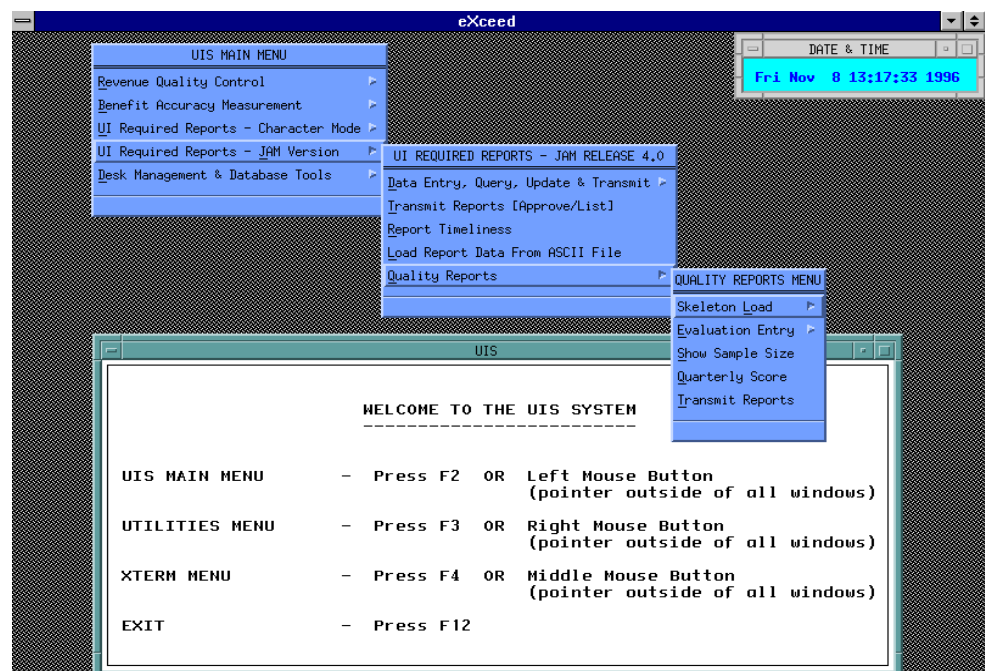 eXceed
UIS MAIN MENU
Revenue Quality Control
Benefit Accuracy Measurement
UI Required Reports - Character Mode
UI Required Reports - JAM Version
Desk Management & Database Tools
DATE & TIME
Fri Nov 8 13:17:33 1996
UI REQUIRED REPORTS - JAM RELEASE 4.0
Data Entry, Query, Update & Transmit
Transmit Reports [Approve/List]
Report Timeliness
Load Report Data From ASCII File
Quality Reports
QUALITY REPORTS MENU
Skeleton Load
Evaluation Entry
Show Sample Size
Quarterly Score
Transmit Reports
UIS
WELCOME TO THE UIS SYSTEM
UIS MAIN MENU - Press F2 OR Left Mouse Button
(pointer outside of all windows)
UTILITIES MENU - Press F3 OR Right Mouse Button
(pointer outside of all windows)
XTERM MENU - Press F4 OR Middle Mouse Button
(pointer outside of all windows)
EXIT - Press F12